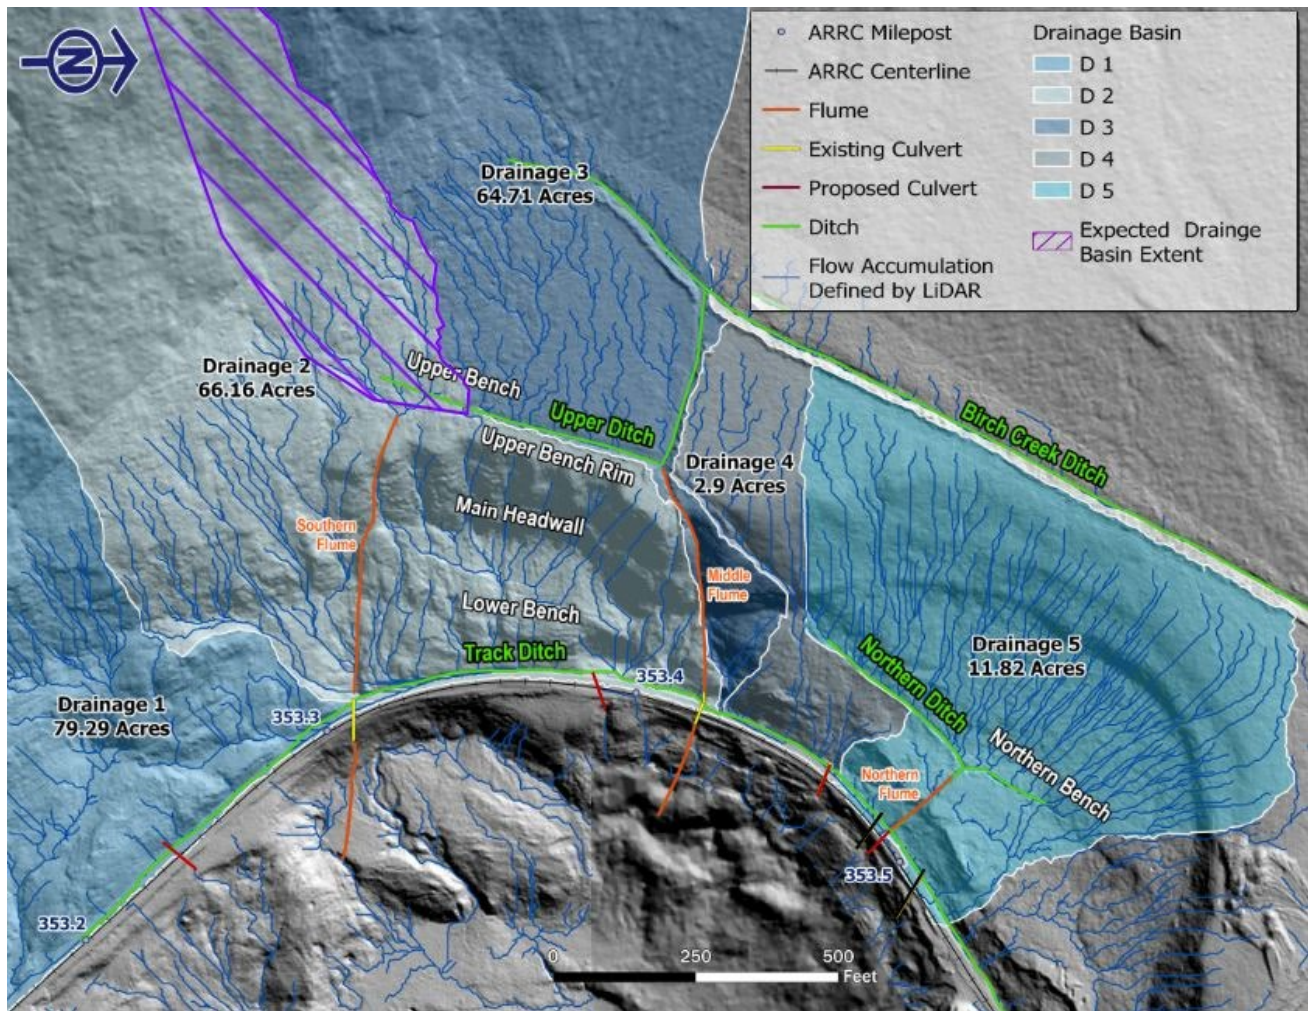 N
ARRC Milepost
ARRC Centerline
Flume
Existing Culvert
Proposed Culvert
Ditch
Flow Accumulation
Defined by LiDAR
Drainage Basin
D 1
D 2
D 3
D 4
D 5
Expected Drainge
Basin Extent
Drainage 3
64.71 Acres
Drainage 2
66.16 Acres
Upper Bench
Upper Ditch
Upper Bench Rim
Drainage 4
2.9 Acres
Birch Creek Ditch
Main Headwall
Southern
Flume
Middle
Flume
Lower Bench
Track Ditch
Northern Ditch
Drainage 5
11.82 Acres
353.4
Drainage 1
79.29 Acres
353.3
Northern Bench
Northern
Flume
353.5
353.2
0
250
500
Feet